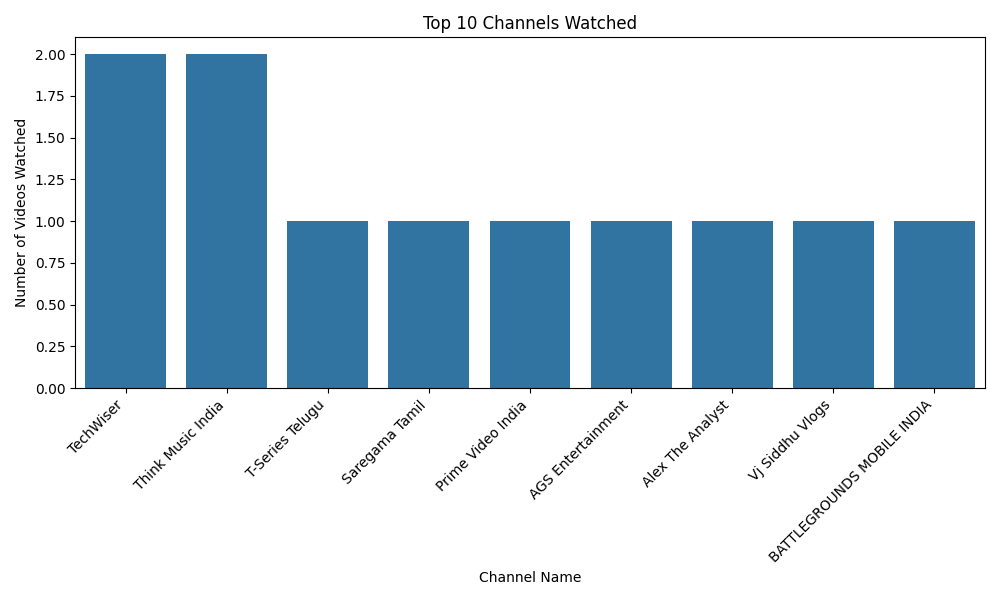 Top 10 Channels Watched
Number of Videos Watched
2.00
1.75
1.50
1.25
1.00
0.75
0.50
0.25
0.00
TechWiser
Think Music India
T-Series Telugu
Saregama Tamil
Prime Video India
AGS Entertainment
Alex The Analyst
Vj Siddhu Vlogs
BATTLEGROUNDS MOBILE INDIA
Channel Name